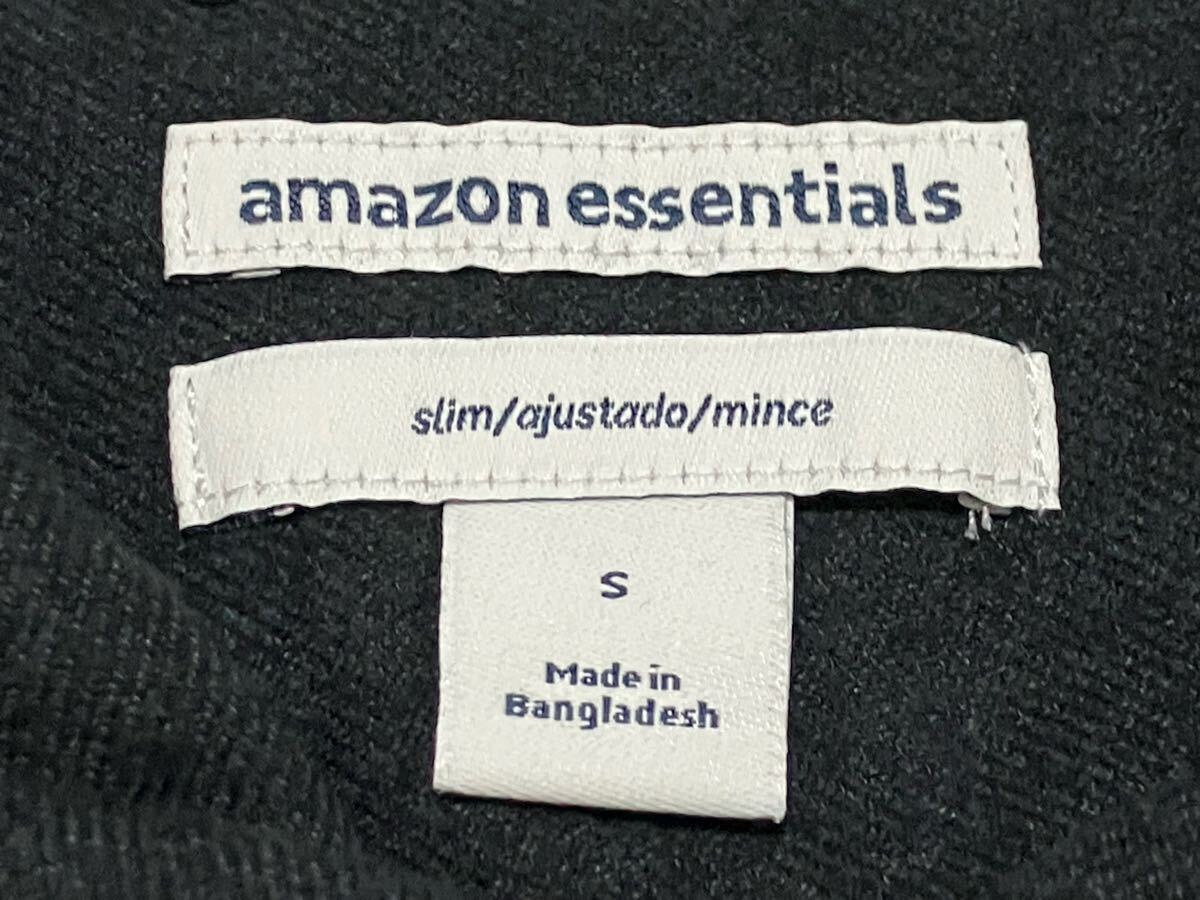 amazon essentials
slim/ajustado/mince
S
Made in
Bangladesh